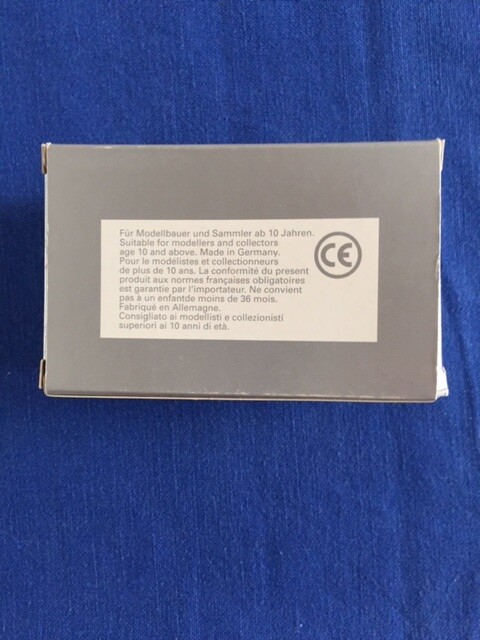 Für Modellbauer und Sammler ab 10 Jahren.
Suitable for modellers and collectors
age 10 and above. Made in Germany.
Pour le modélistes et collectionneurs
de plus de 10 ans. La conformité du present
produit aux normes françaises obligatoires
est garantie par l'importateur. Ne convient
pas à un enfantde moins de 36 mois.
Fabriqué en Allemagne.
Consigliato ai modellisti e collezionisti
superiori ai 10 anni di età.
CE